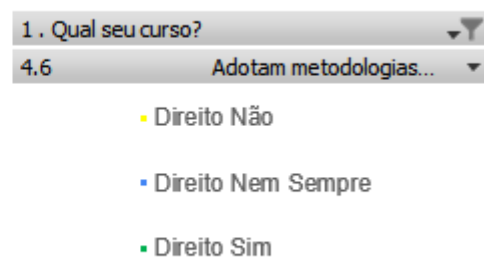 1 . Qual seu curso?
4.6 Adotam metodologias...
Direito Não
Direito Nem Sempre
Direito Sim